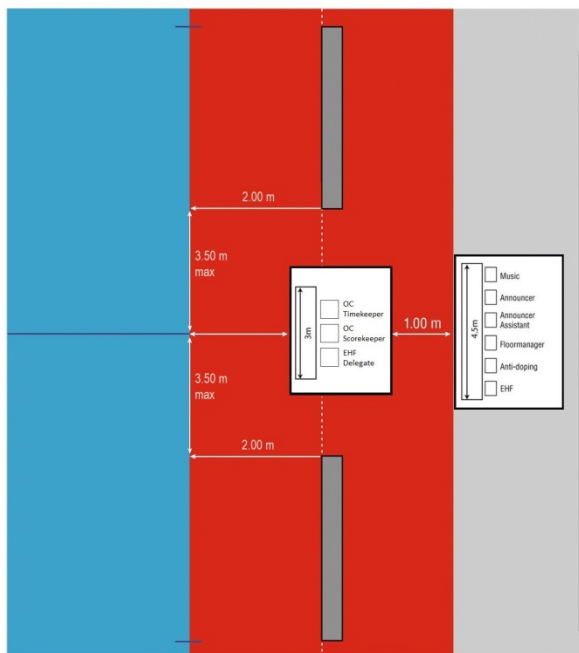 2.00 m
3.50 m
max
3m
OC
Timekeeper
OC
Scorekeeper
EHF
Delegate
1.00 m
4.5m
Music
Announcer
Announcer
Assistant
Floormanager
Anti-doping
EHF
3.50 m
max
2.00 m